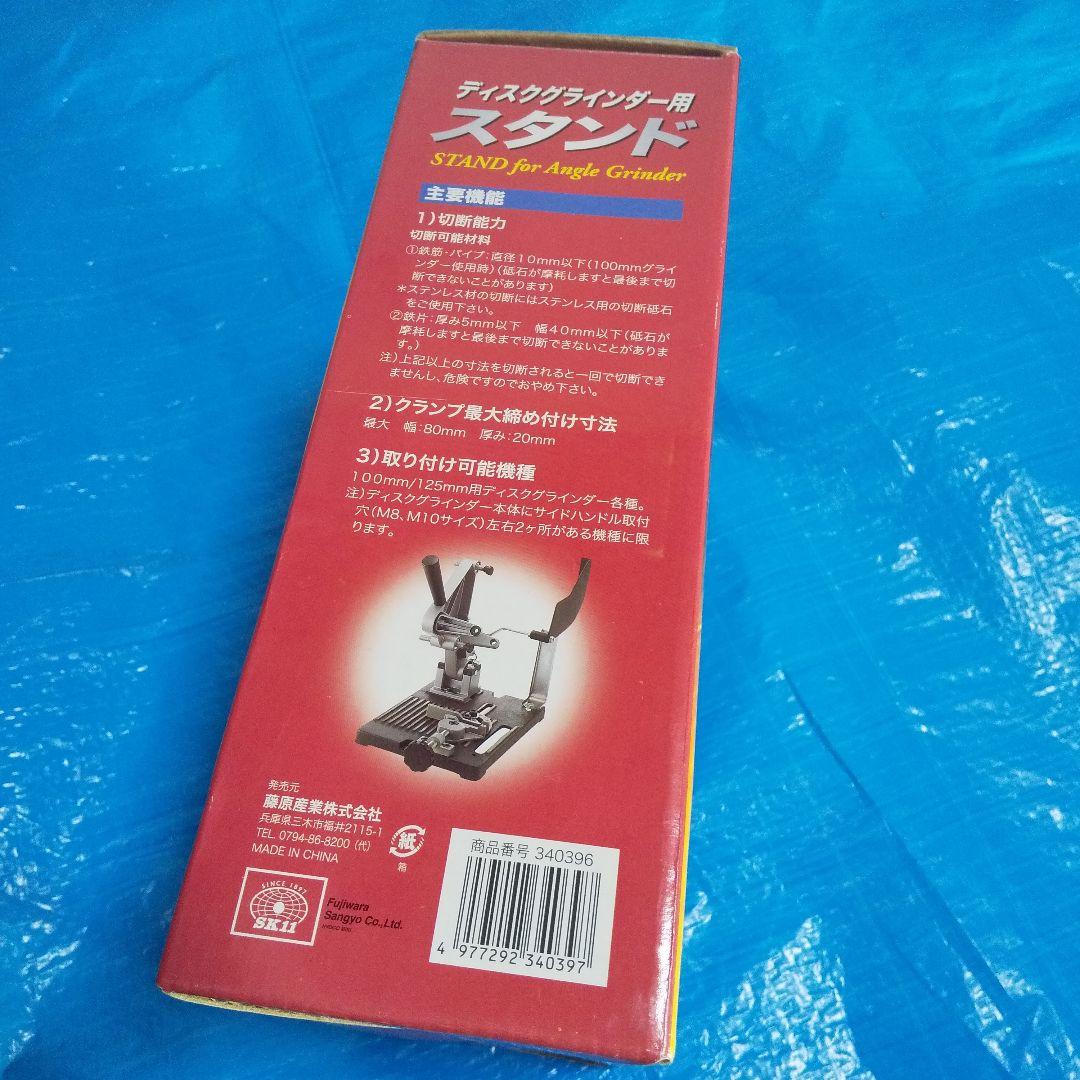 ディスクグラインダー用
スタンド
STAND for Angle Grinder
主要機能
1)切断能力
切断可能材料
①鉄筋・パイプ:直径10mm以下(100mmグライ
ンダー使用時)(砥石が摩耗しますと最後まで切
断できないことがあります)
*ステンレス材の切断にはステンレス用の切断砥石
をご使用下さい。
②鉄片:厚み5mm以下 幅40mm以下(砥石が
摩耗しますと最後まで切断できないことがありま
す。)
注)上記以上の寸法を切断されると一回で切断でき
ませんし、危険ですのでおやめ下さい。
2)クランプ最大締め付け寸法
最大 幅:80mm 厚み:20mm
3)取り付け可能機種
100mm/125mm用ディスクグラインダー各種。
注)ディスクグラインダー本体にサイドハンドル取付
穴(M8、M10サイズ)左右2ヶ所がある機種に限
ります。
発売元
藤原産業株式会社
兵庫県三木市福井2115-1
TEL. 0794-86-8200 (代)
MADE IN CHINA
紙
箱
SINCE 1897
SK11
Fujiwara
Sangyo Co.,Ltd.
商品番号 340396
4 977292 340397